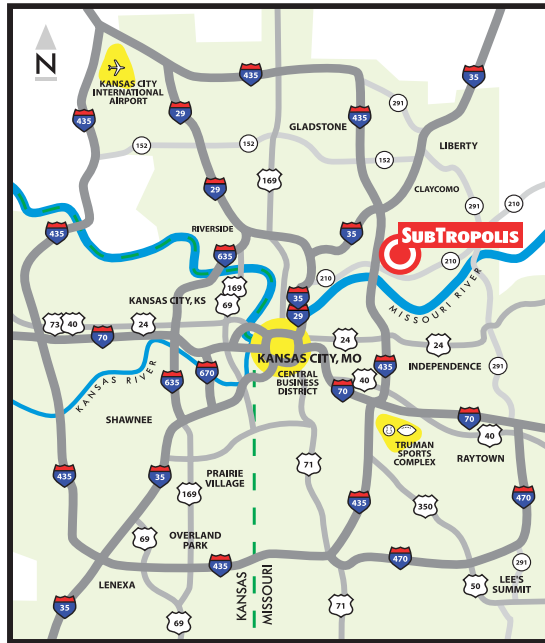 N
KANSAS CITY
INTERNATIONAL
AIRPORT
435
35
435
29
435
291
GLADSTONE
152
152
152
LIBERTY
169
CLAYCOMO
29
291
210
435
RIVERSIDE
35
SUBTROPOLIS
635
210
210
MISSOURI RIVER
169
KANSAS CITY, KS
35
69
29
73
40
24
70
24
24
KANSAS CITY, MO
KANSAS RIVER
CENTRAL
BUSINESS
DISTRICT
435
INDEPENDENCE
291
635
670
70
40
SHAWNEE
70
40
TRUMAN
SPORTS
COMPLEX
RAYTOWN
71
35
435
PRAIRIE
VILLAGE
169
435
470
350
69
OVERLAND
PARK
435
470
291
LENEXA
KANSAS
MISSOURI
50
LEE'S
SUMMIT
35
71
69